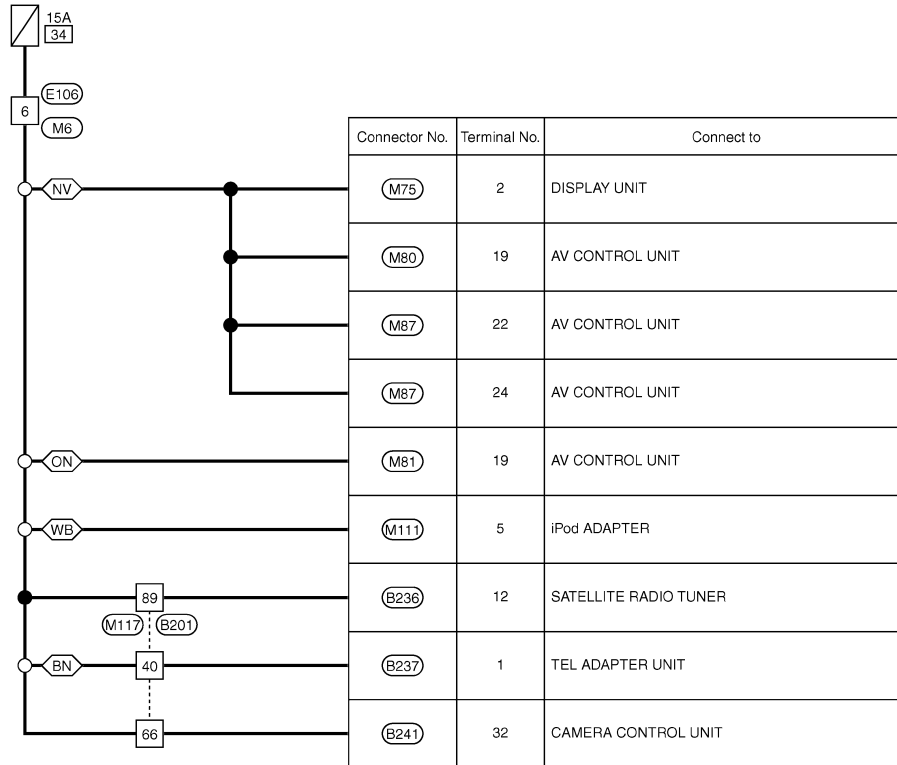 15A
34
6
E106
M6
Connector No. Terminal No. Connect to
NV M75 2 DISPLAY UNIT
M80 19 AV CONTROL UNIT
M87 22 AV CONTROL UNIT
M87 24 AV CONTROL UNIT
ON M81 19 AV CONTROL UNIT
WB M111 5 iPod ADAPTER
89 B236 12 SATELLITE RADIO TUNER
M117 B201
BN 40 B237 1 TEL ADAPTER UNIT
66 B241 32 CAMERA CONTROL UNIT